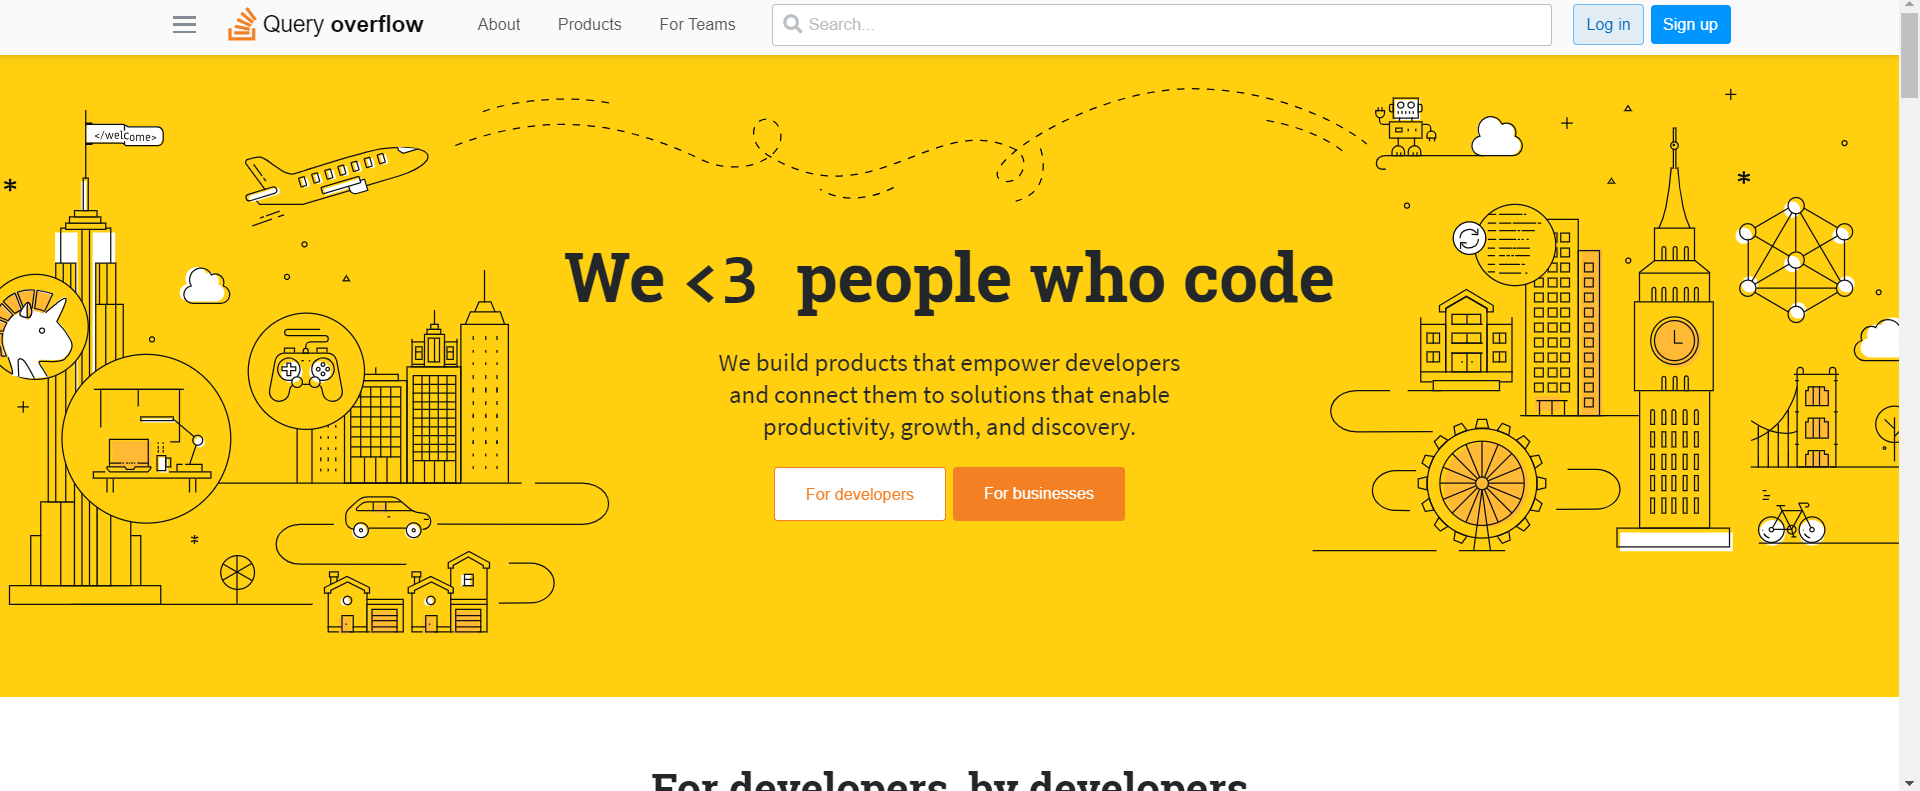 Query overflow
About
Products
For Teams
Search...
Log in
Sign up
</welcome>
We <3 people who code
We build products that empower developers
and connect them to solutions that enable
productivity, growth, and discovery.
For developers
For businesses
For developers, by developers